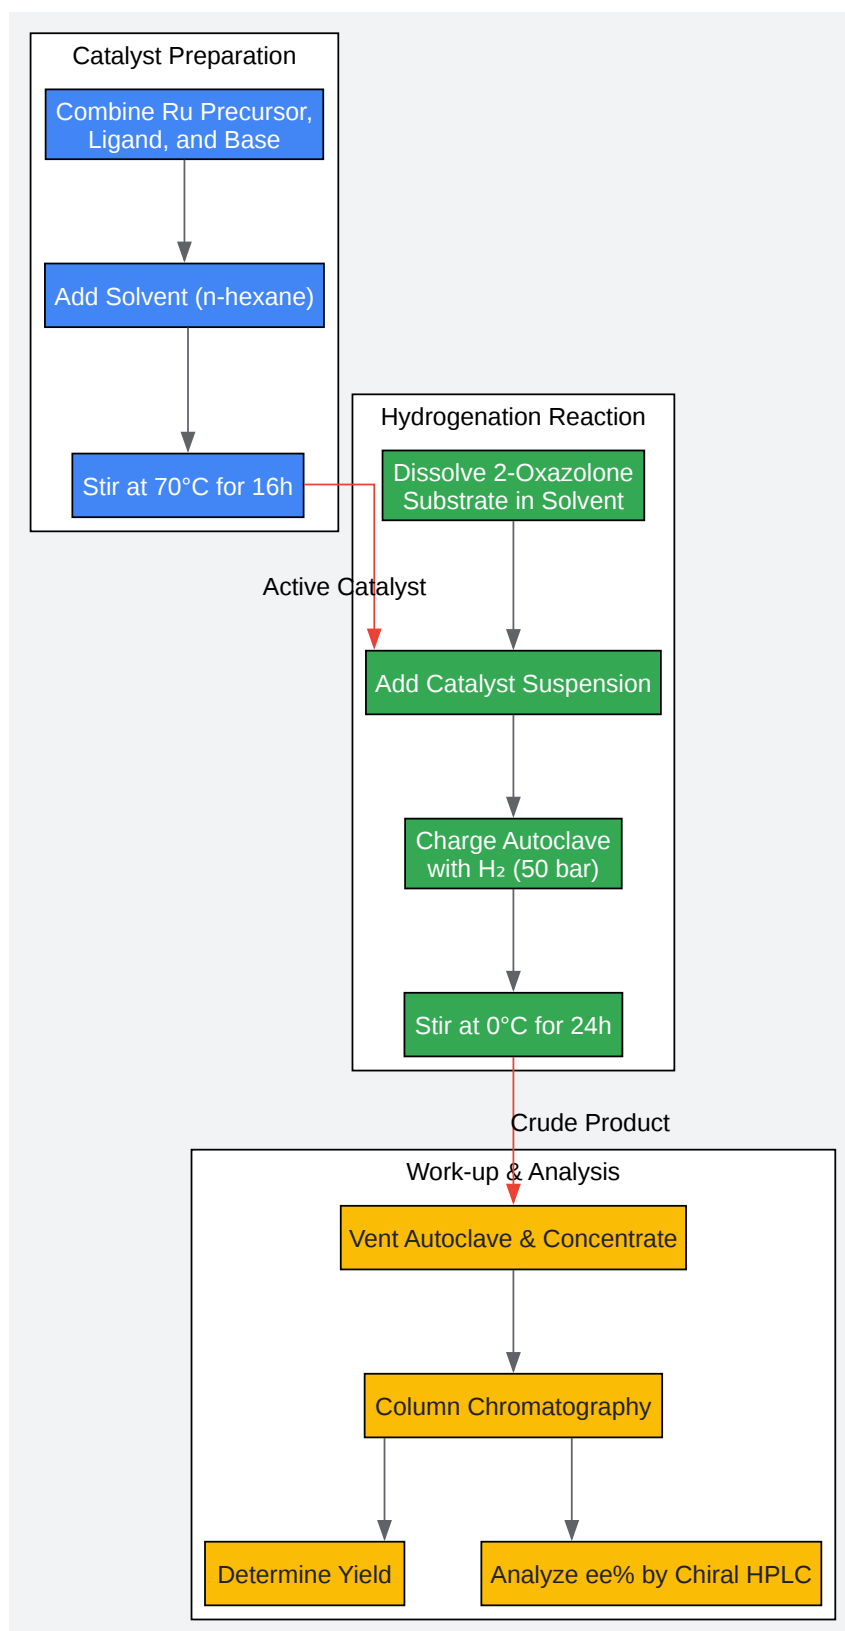 Catalyst Preparation
Combine Ru Precursor,
Ligand, and Base
Add Solvent (n-hexane)
Stir at 70°C for 16h
Hydrogenation Reaction
Dissolve 2-Oxazolone
Substrate in Solvent
Active Catalyst
Add Catalyst Suspension
Charge Autoclave
with H₂ (50 bar)
Stir at 0°C for 24h
Crude Product
Work-up & Analysis
Vent Autoclave & Concentrate
Column Chromatography
Determine Yield
Analyze ee% by Chiral HPLC